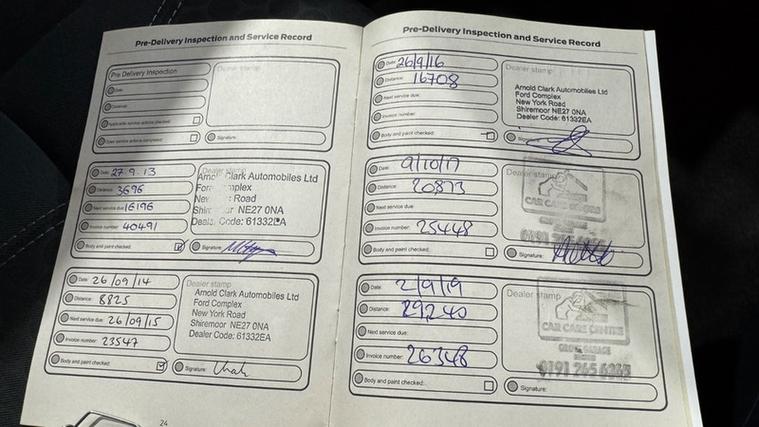 Pre-Delivery Inspection and Service Record
Pre Delivery Inspection
Date:
Distance:
Applicable service actions checked
Open service actions completed
Dealer stamp
Signature:
Date: 27.9.13
Distance: 3696
Next service due: 16196
Invoice number: 40491
Body and paint checked:
Dealer stamp
Arnold Clark Automobiles Ltd
Ford Complex
New Road
Shiremoor NE27 0NA
Dealer Code: 61332EA
Signature:
Date: 26/09/14
Distance: 8825
Next service due: 26/09/15
Invoice number: 23547
Body and paint checked:
Dealer stamp
Arnold Clark Automobiles Ltd
Ford Complex
New York Road
Shiremoor NE27 0NA
Dealer Code: 61332EA
Signature:
24
Pre-Delivery Inspection and Service Record
Date: 26/9/16
Distance: 16708
Next service due:
Invoice number:
Body and paint checked:
Dealer stamp
Arnold Clark Automobiles Ltd
Ford Complex
New York Road
Shiremoor NE27 0NA
Dealer Code: 61332EA
Date: 9/10/17
Distance: 20873
Next service due
Invoice number: 25448
Body and paint checked:
Dealer stamp
CAR CARE CENTRE
0191 265
Signature:
Date: 2/9/19
Distance: 29240
Next service due:
Invoice number: 26348
Body and paint checked:
Dealer stamp
CAR CARE CENTRE
GARAGE
0191 265
Signature: